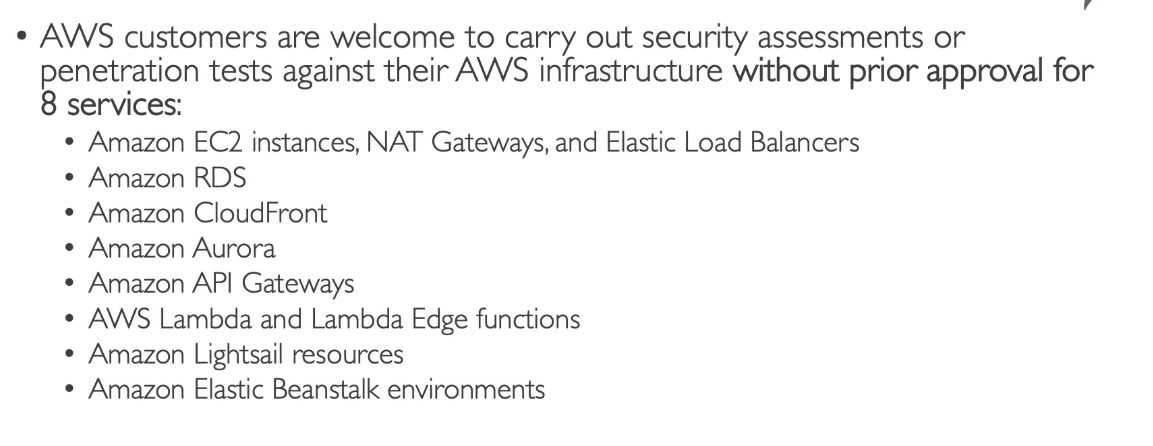 • AWS customers are welcome to carry out security assessments or
penetration tests against their AWS infrastructure without prior approval for
8 services:
• Amazon EC2 instances, NAT Gateways, and Elastic Load Balancers
• Amazon RDS
• Amazon CloudFront
• Amazon Aurora
• Amazon API Gateways
• AWS Lambda and Lambda Edge functions
• Amazon Lightsail resources
• Amazon Elastic Beanstalk environments